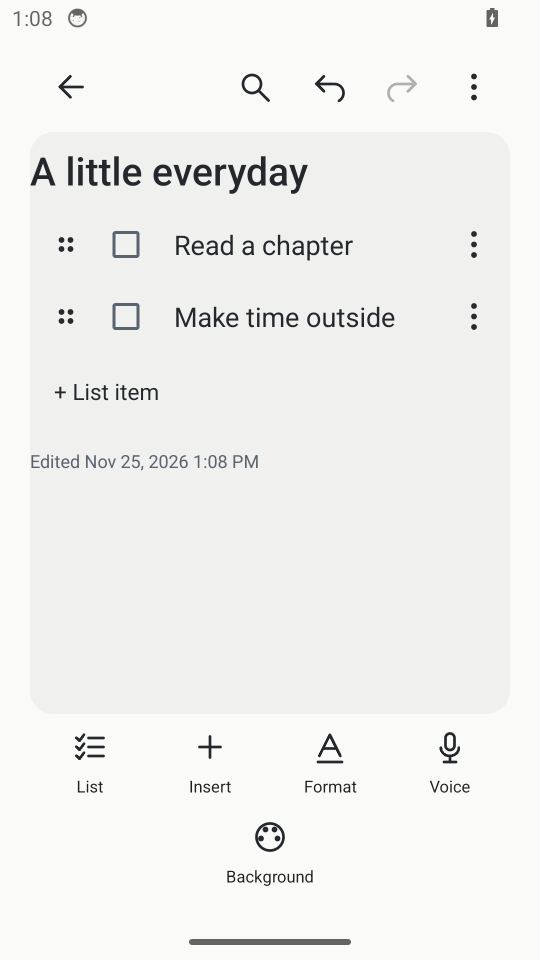 1:08
A little everyday
Read a chapter
Make time outside
+ List item
Edited Nov 25, 2026 1:08 PM
List
Insert
Format
Voice
Background